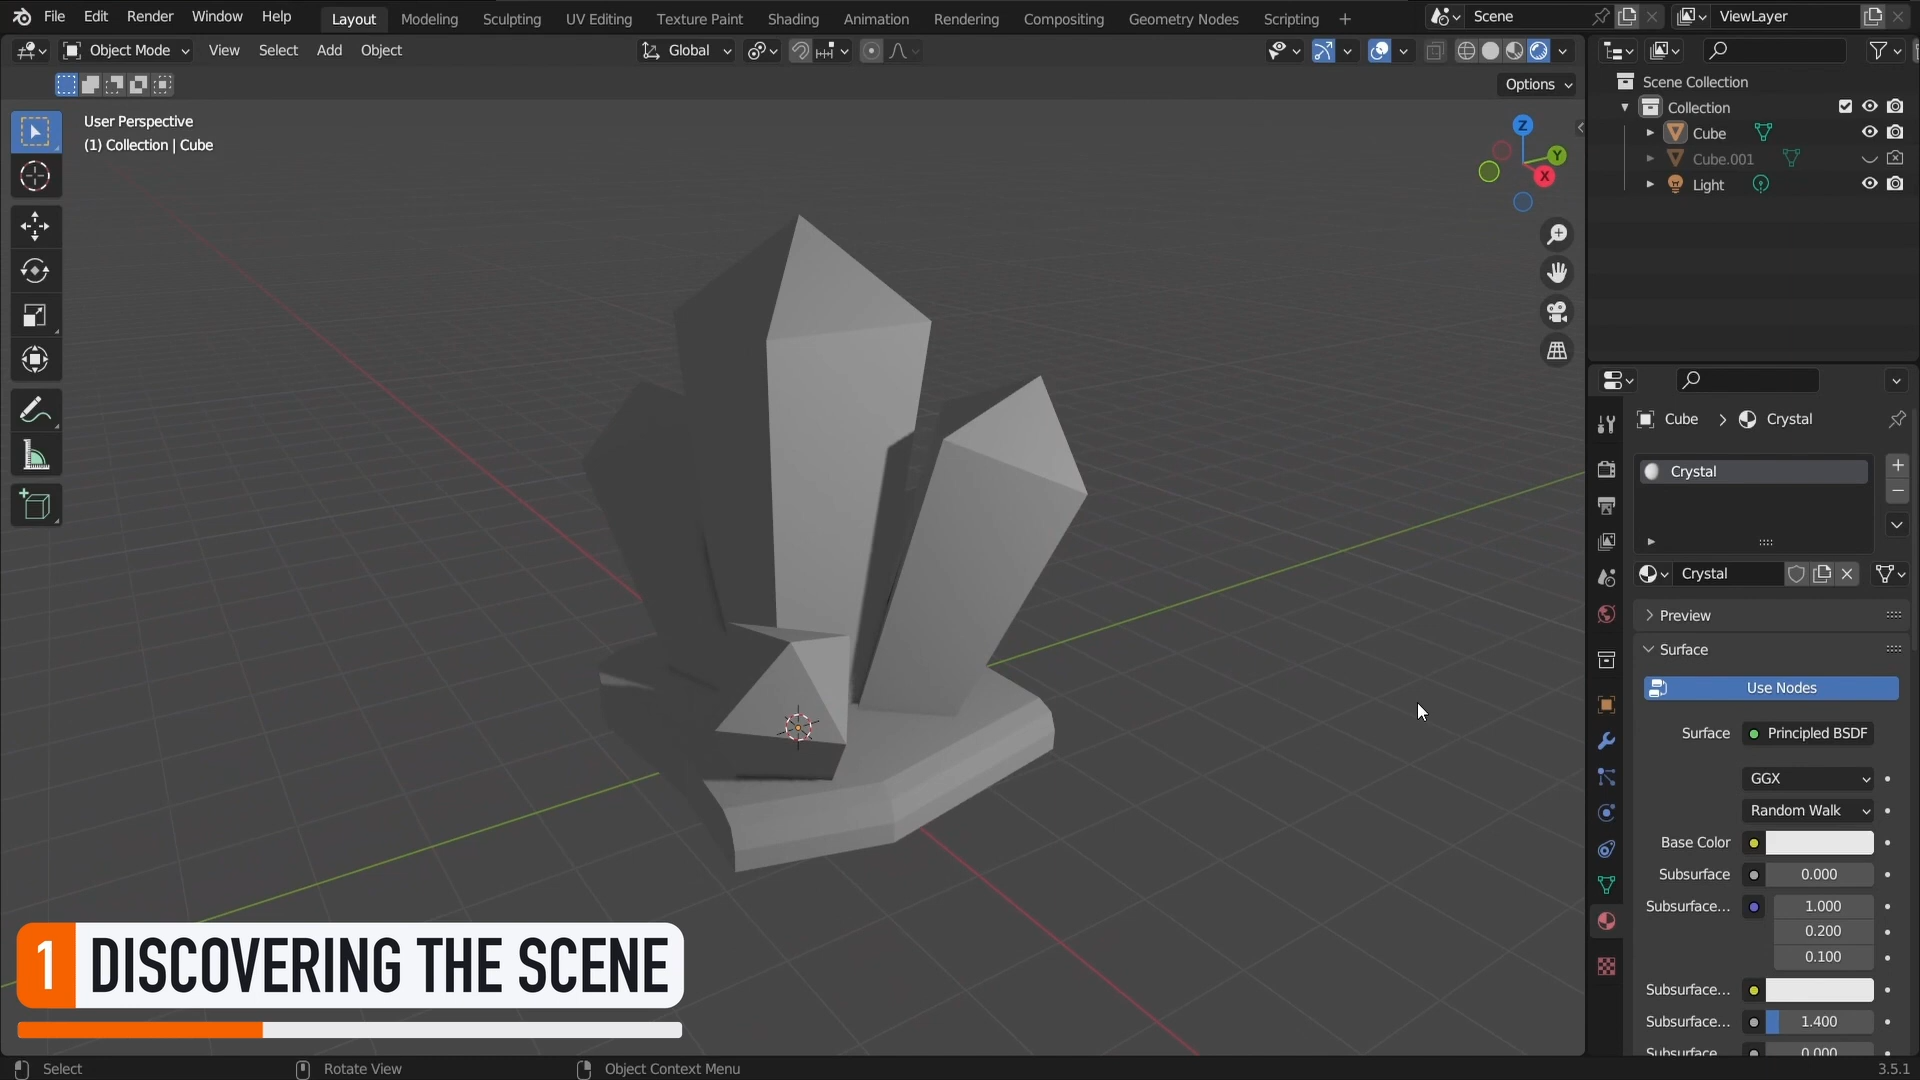 File Edit Render Window Help Layout Modeling Sculpting UV Editing Texture Paint Shading Animation Rendering Compositing Geometry Nodes Scripting + Scene ViewLayer
Object Mode View Select Add Object Global
Options
User Perspective
(1) Collection | Cube
Z
Y
X
Scene Collection
Collection
Cube
Cube.001
Light
Cube > Crystal
Crystal
Crystal
Preview
Surface
Use Nodes
Surface Principled BSDF
GGX
Random Walk
Base Color
Subsurface 0.000
Subsurface... 1.000
0.200
0.100
Subsurface...
Subsurface... 1.400
Subsurface 0.000
1 DISCOVERING THE SCENE
Select Rotate View Object Context Menu 3.5.1